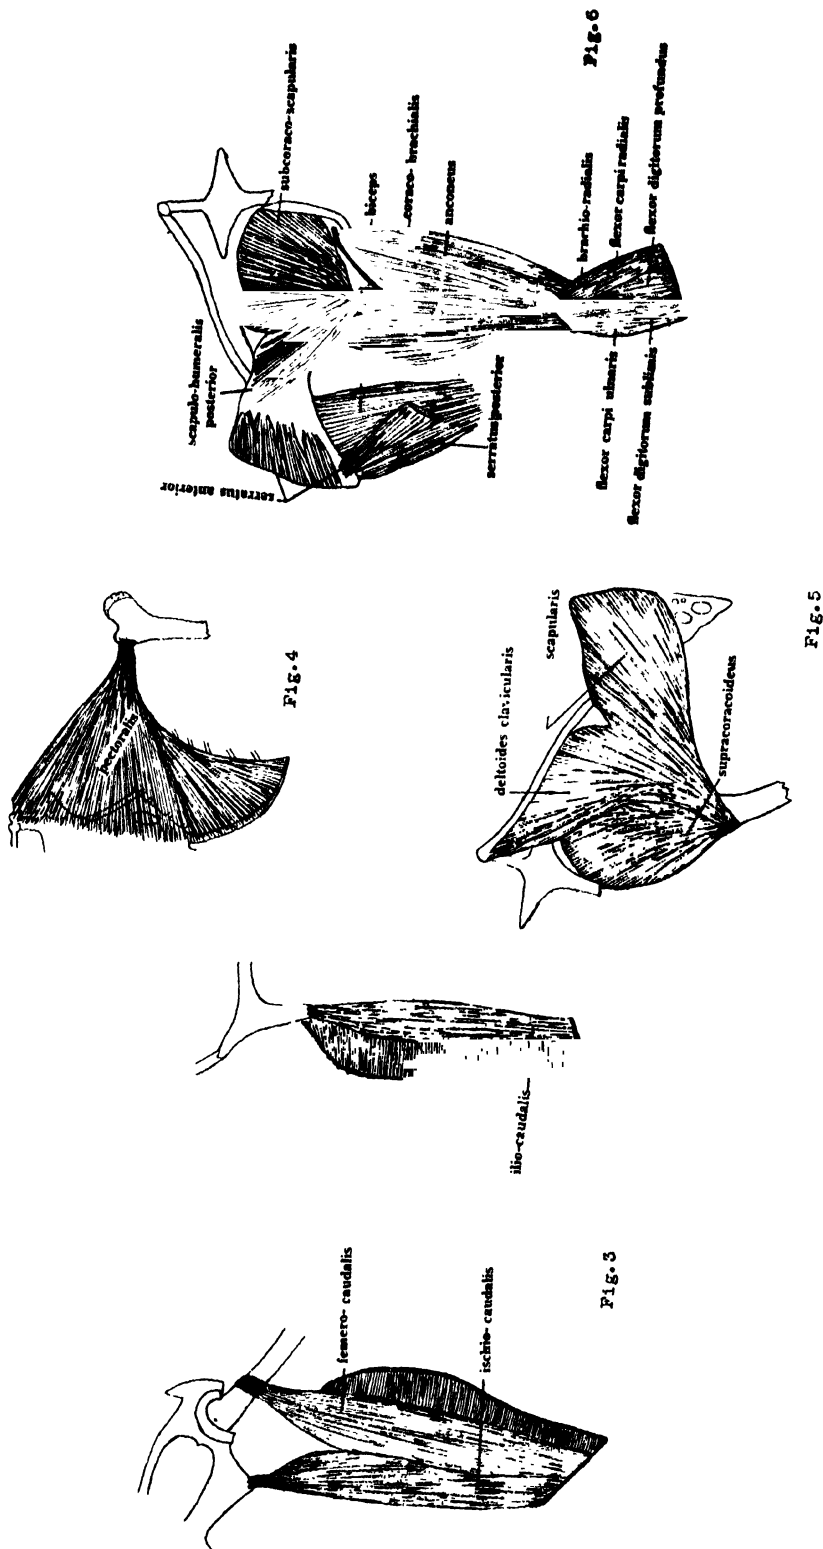 femero-caudalis
ischio-caudalis
Fig.3
ilio-caudalis
pectoralis
Fig.4
deltoides clavicularis
scapularis
supracoracoideus
Fig.5
serratus anterior
scapulo-humeralis
posterior
subcoraco-scapularis
biceps
coraco-brachialis
anconeus
serratus posterior
brachio-radialis
flexor carpi radialis
flexor digitorum profundus
flexor carpi ulnaris
flexor digitorum sublimis
Fig.6